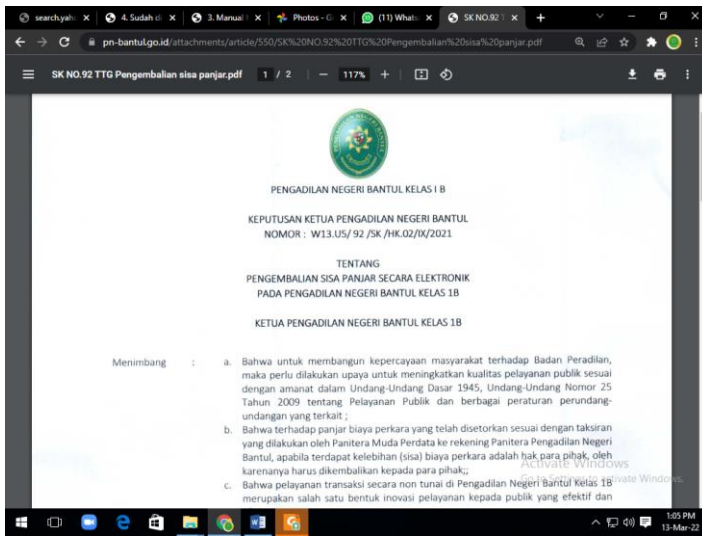 search.yah
4. Sudah d
3. Manual
Photos - G
(11) Whats
SK NO.92
pn-bantul.go.id/attachments/article/550/SK%20NO.92%20TTG%20Pengembalian%20sisa%20panjar.pdf
SK NO.92 TTG Pengembalian sisa panjar.pdf 1 / 2 117%
PENGADILAN NEGERI BANTUL KELAS I B
KEPUTUSAN KETUA PENGADILAN NEGERI BANTUL
NOMOR : W13.U5/ 92 /SK /HK.02/IX/2021
TENTANG
PENGEMBALIAN SISA PANJAR SECARA ELEKTRONIK
PADA PENGADILAN NEGERI BANTUL KELAS 1B
KETUA PENGADILAN NEGERI BANTUL KELAS 1B
Menimbang : a. Bahwa untuk membangun kepercayaan masyarakat terhadap Badan Peradilan,
maka perlu dilakukan upaya untuk meningkatkan kualitas pelayanan publik sesuai
dengan amanat dalam Undang-Undang Dasar 1945, Undang-Undang Nomor 25
Tahun 2009 tentang Pelayanan Publik dan berbagai peraturan perundang-
undangan yang terkait ;
b. Bahwa terhadap panjar biaya perkara yang telah disetorkan sesuai dengan taksiran
yang dilakukan oleh Panitera Muda Perdata ke rekening Panitera Pengadilan Negeri
Bantul, apabila terdapat kelebihan (sisa) biaya perkara adalah hak para pihak, oleh
karenanya harus dikembalikan kepada para pihak;;
c. Bahwa pelayanan transaksi secara non tunai di Pengadilan Negeri Bantul Kelas 1B
merupakan salah satu bentuk inovasi pelayanan kepada publik yang efektif dan
Activate Windows
Go to Settings to activate Windows.
1:05 PM
13-Mar-22